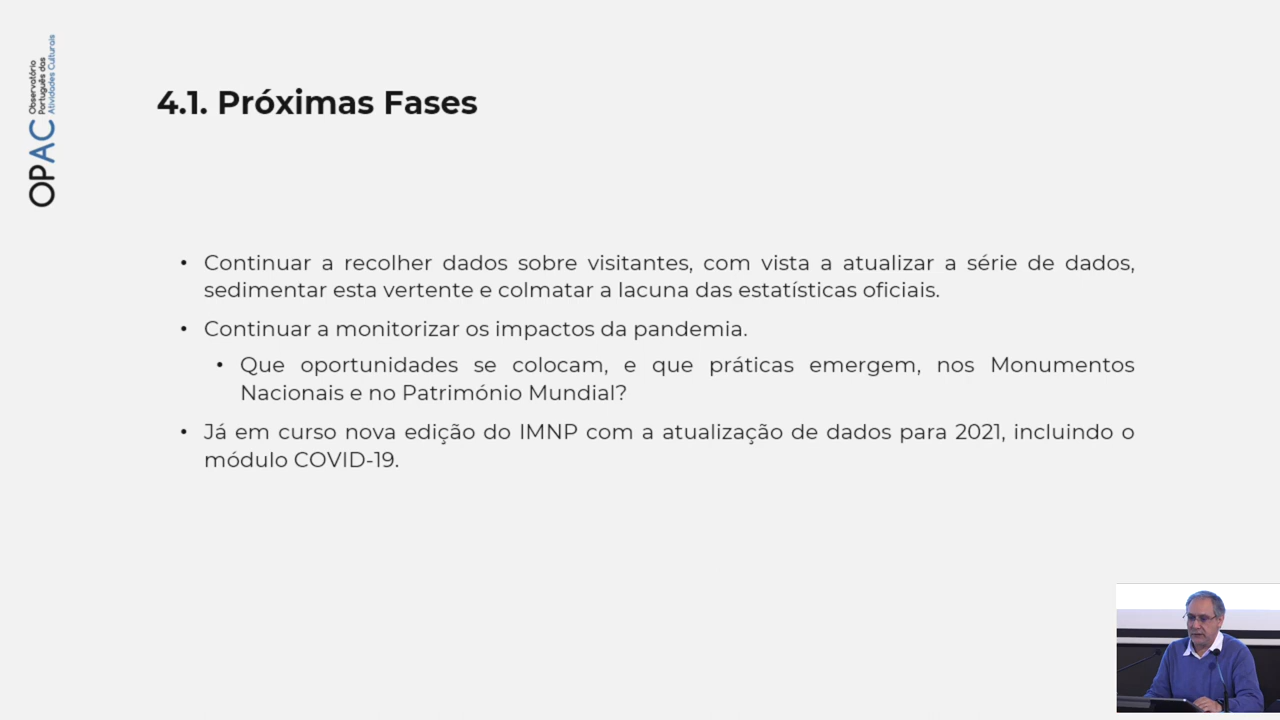 OPAC
Observatório
Português das
Atividades Culturais
4.1. Próximas Fases
• Continuar a recolher dados sobre visitantes, com vista a atualizar a série de dados,
sedimentar esta vertente e colmatar a lacuna das estatísticas oficiais.
• Continuar a monitorizar os impactos da pandemia.
• Que oportunidades se colocam, e que práticas emergem, nos Monumentos
Nacionais e no Património Mundial?
• Já em curso nova edição do IMNP com a atualização de dados para 2021, incluindo o
módulo COVID-19.